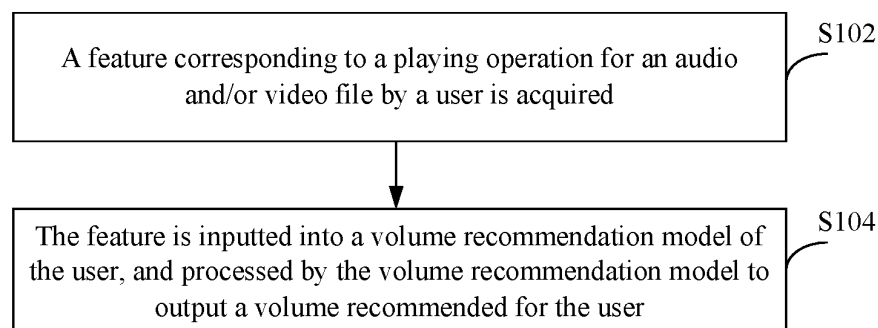 S102
A feature corresponding to a playing operation for an audio
and/or video file by a user is acquired
S104
The feature is inputted into a volume recommendation model of
the user, and processed by the volume recommendation model to
output a volume recommended for the user